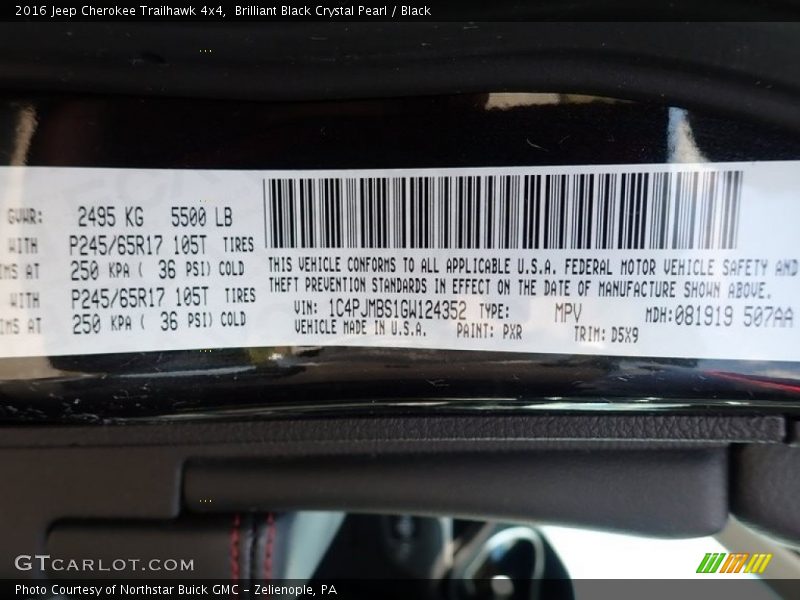 2016 Jeep Cherokee Trailhawk 4x4,  Brilliant Black Crystal Pearl / Black
GVWR: 2495 KG 5500 LB
WITH P245/65R17 105T TIRES
IMS AT 250 KPA ( 36 PSI) COLD
WITH P245/65R17 105T TIRES
IMS AT 250 KPA ( 36 PSI) COLD
THIS VEHICLE CONFORMS TO ALL APPLICABLE U.S.A. FEDERAL MOTOR VEHICLE SAFETY AND
THEFT PREVENTION STANDARDS IN EFFECT ON THE DATE OF MANUFACTURE SHOWN ABOVE.
VIN: 1C4PJMBS1GW124352 TYPE: MPV MDH:081919 507AA
VEHICLE MADE IN U.S.A. PAINT: PXR TRIM: D5X9
GTCARLOT.COM
Photo Courtesy of Northstar Buick GMC - Zelienople, PA